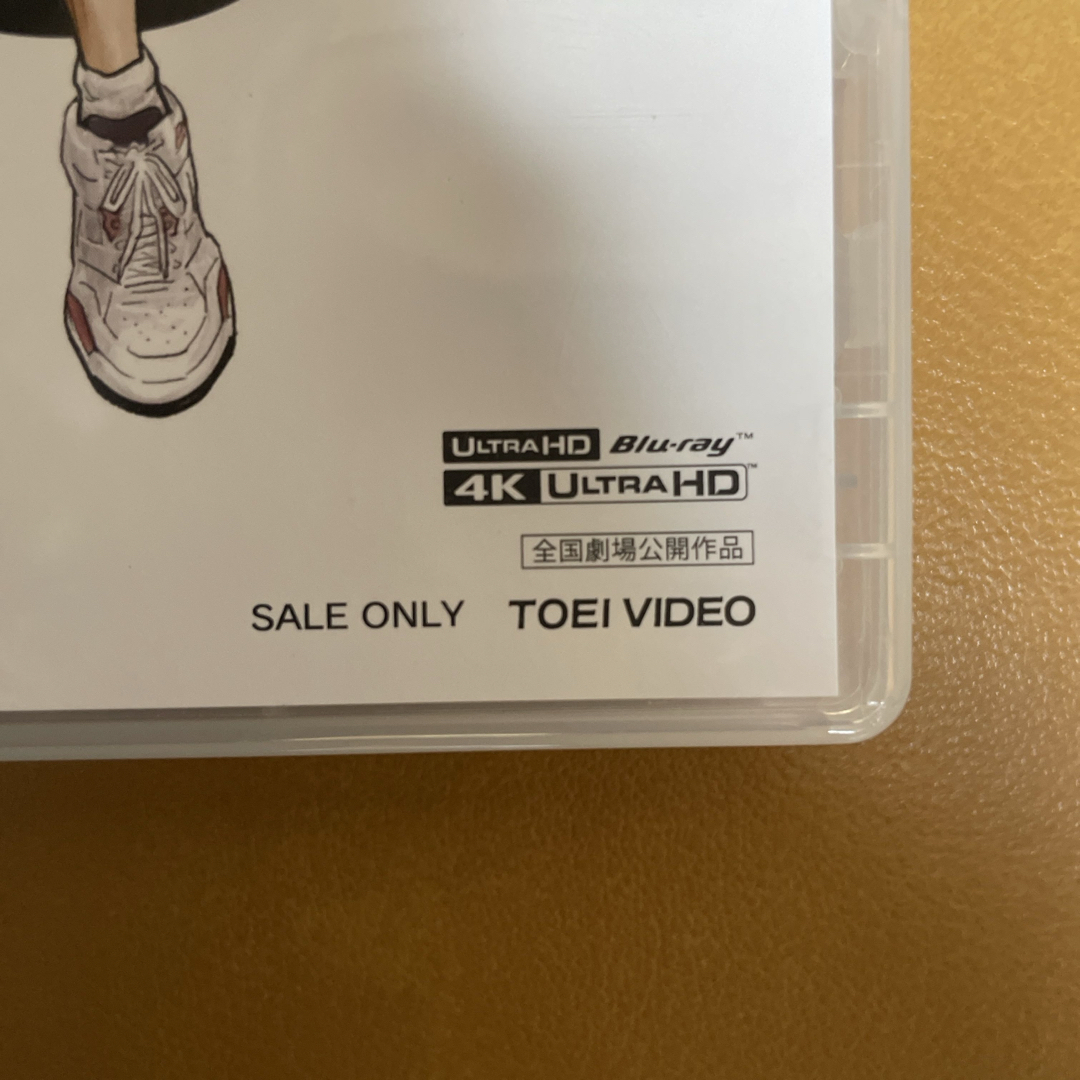 ULTRA HD Blu-ray™
4K ULTRA HD™
全国劇場公開作品
SALE ONLY TOEI VIDEO